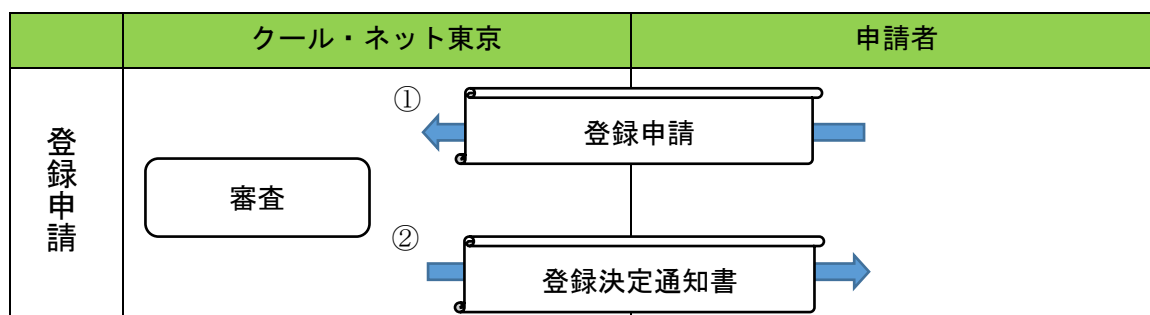 クール・ネット東京
申請者
登録申請
①
登録申請
審査
②
登録決定通知書